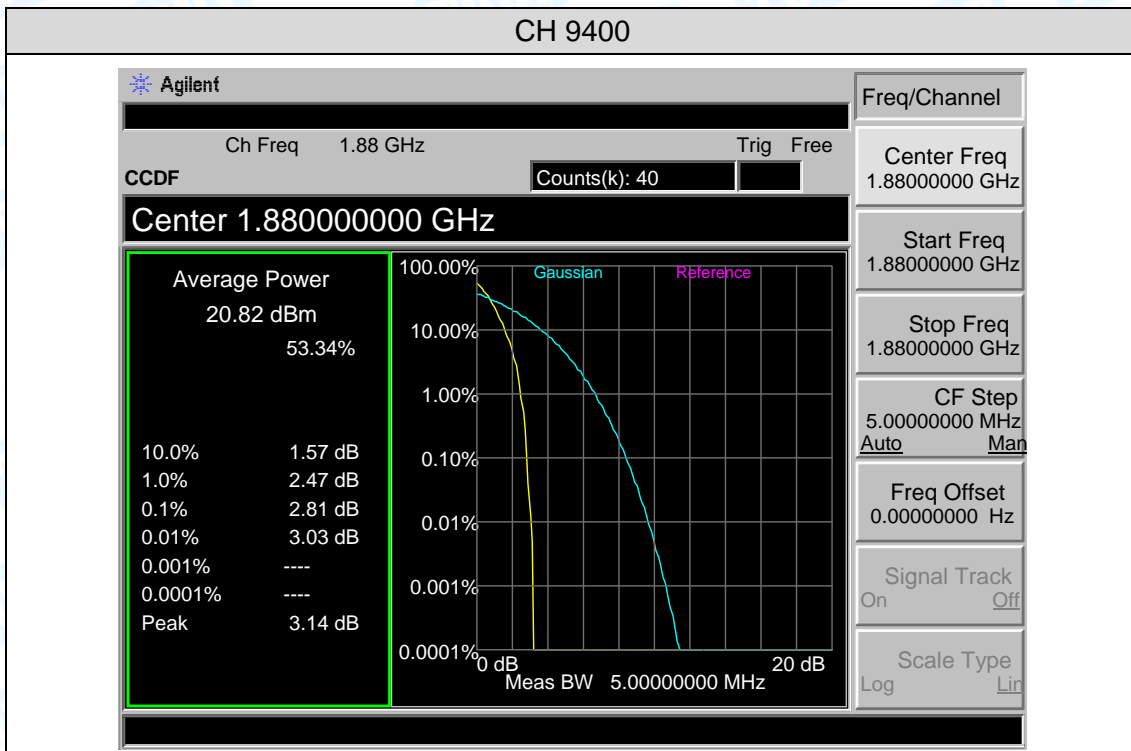 CH 9400
Agilent
Freq/Channel
Ch Freq 1.88 GHz Trig Free
CCDF Counts(k): 40
Center 1.880000000 GHz
Average Power
20.82 dBm
53.34%
10.0% 1.57 dB
1.0% 2.47 dB
0.1% 2.81 dB
0.01% 3.03 dB
0.001% ----
0.0001% ----
Peak 3.14 dB
Gaussian Reference
100.00%
10.00%
1.00%
0.10%
0.01%
0.001%
0.0001%
0 dB 20 dB
Meas BW 5.00000000 MHz
Center Freq
1.88000000 GHz
Start Freq
1.88000000 GHz
Stop Freq
1.88000000 GHz
CF Step
5.00000000 MHz
Auto Man
Freq Offset
0.00000000 Hz
Signal Track
On Off
Scale Type
Log Lin